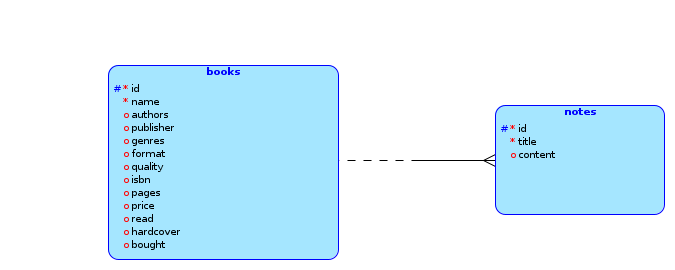 books
# * id
* name
o authors
o publisher
o genres
o format
o quality
o isbn
o pages
o price
o read
o hardcover
o bought
notes
# * id
* title
o content